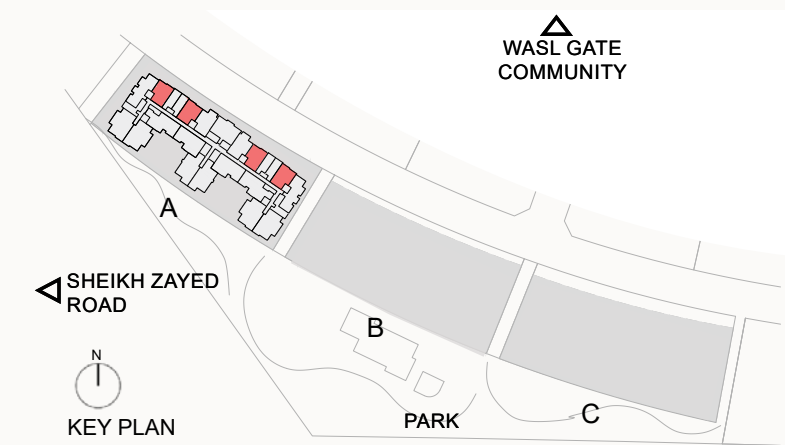 WASL GATE
COMMUNITY
A
SHEIKH ZAYED
ROAD
B
N
KEY PLAN
PARK
C